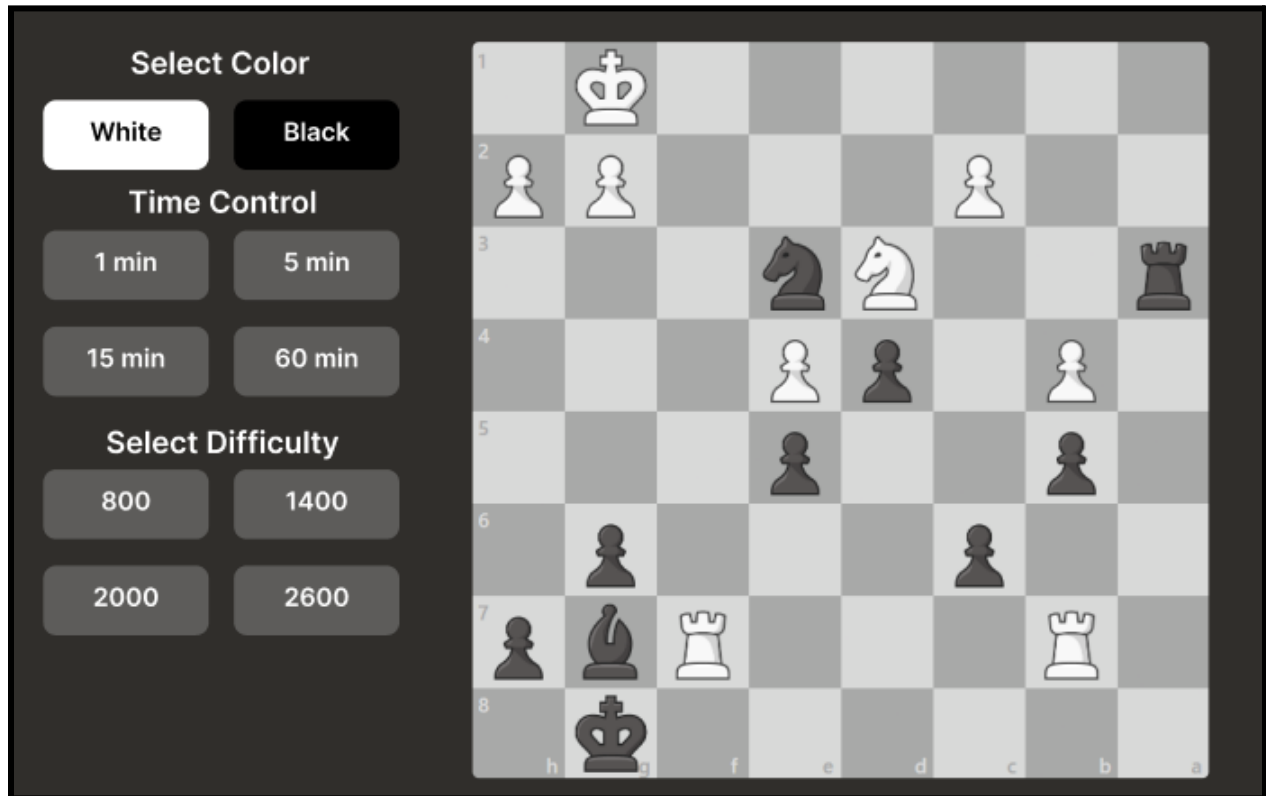 Select Color
White Black
Time Control
1 min 5 min
15 min 60 min
Select Difficulty
800 1400
2000 2600
1
2
3
4
5
6
7
8
h g f e d c b a